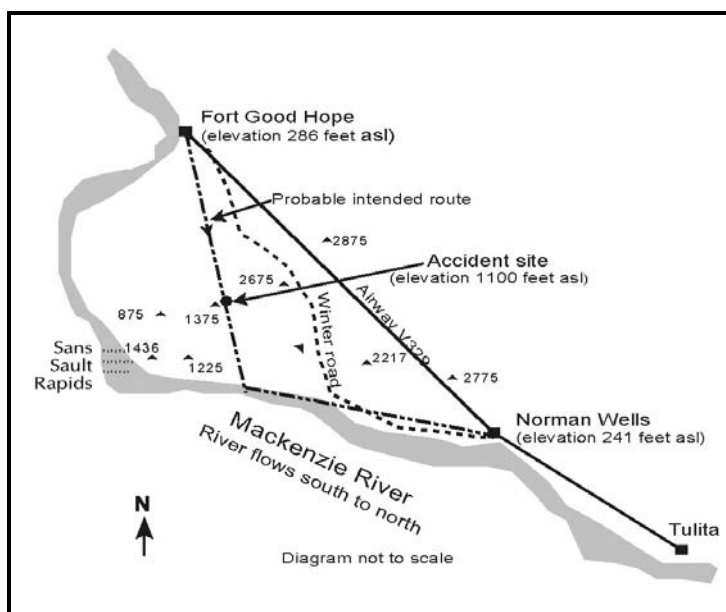 Fort Good Hope
(elevation 286 feet asl)
Probable intended route
2875
Accident site
(elevation 1100 feet asl)
2675
875
1375
Airway V329
Winter road
1436
Sans
Sault
Rapids
1225
2217
2775
Norman Wells
(elevation 241 feet asl)
Mackenzie River
River flows south to north
N
Tulita
Diagram not to scale